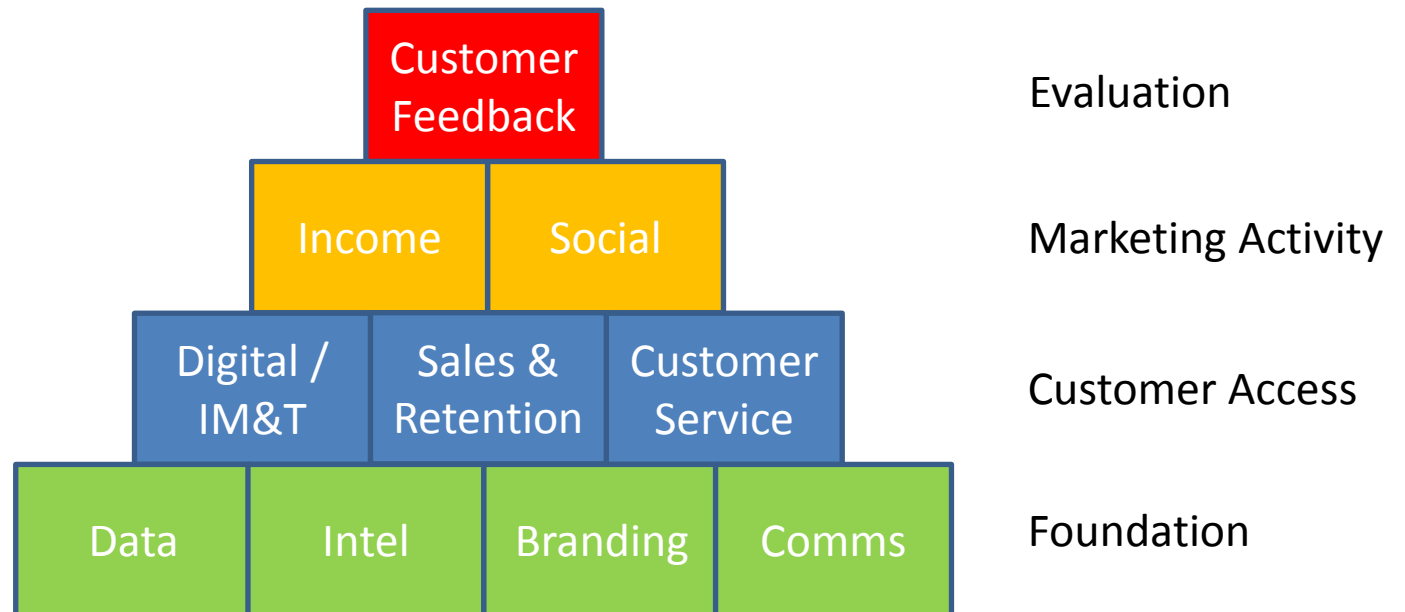 Customer
Feedback
Evaluation
Income
Social
Marketing Activity
Digital /
IM&T
Sales &
Retention
Customer
Service
Customer Access
Data
Intel
Branding
Comms
Foundation